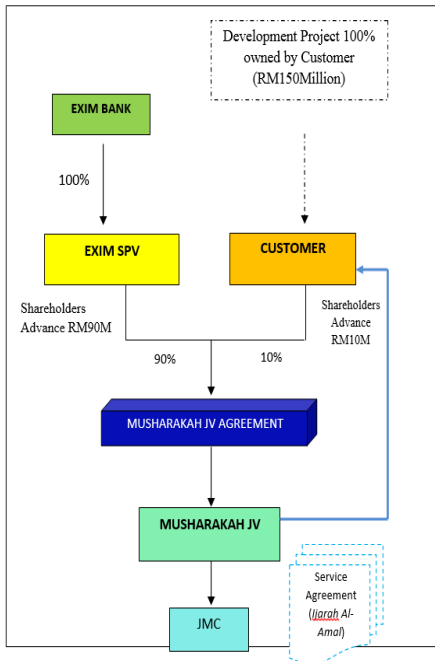 Development Project 100%
owned by Customer
(RM150Million)
EXIM BANK
100%
EXIM SPV
CUSTOMER
Shareholders
Advance RM90M
Shareholders
Advance
RM10M
90%
10%
MUSHARAKAH JV AGREEMENT
MUSHARAKAH JV
Service
Agreement
(Ijarah Al-
Amal)
JMC